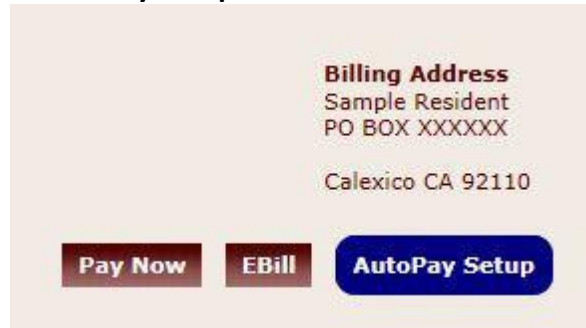 Billing Address
Sample Resident
PO BOX XXXXXX
Calexico CA 92110
Pay Now EBill AutoPay Setup